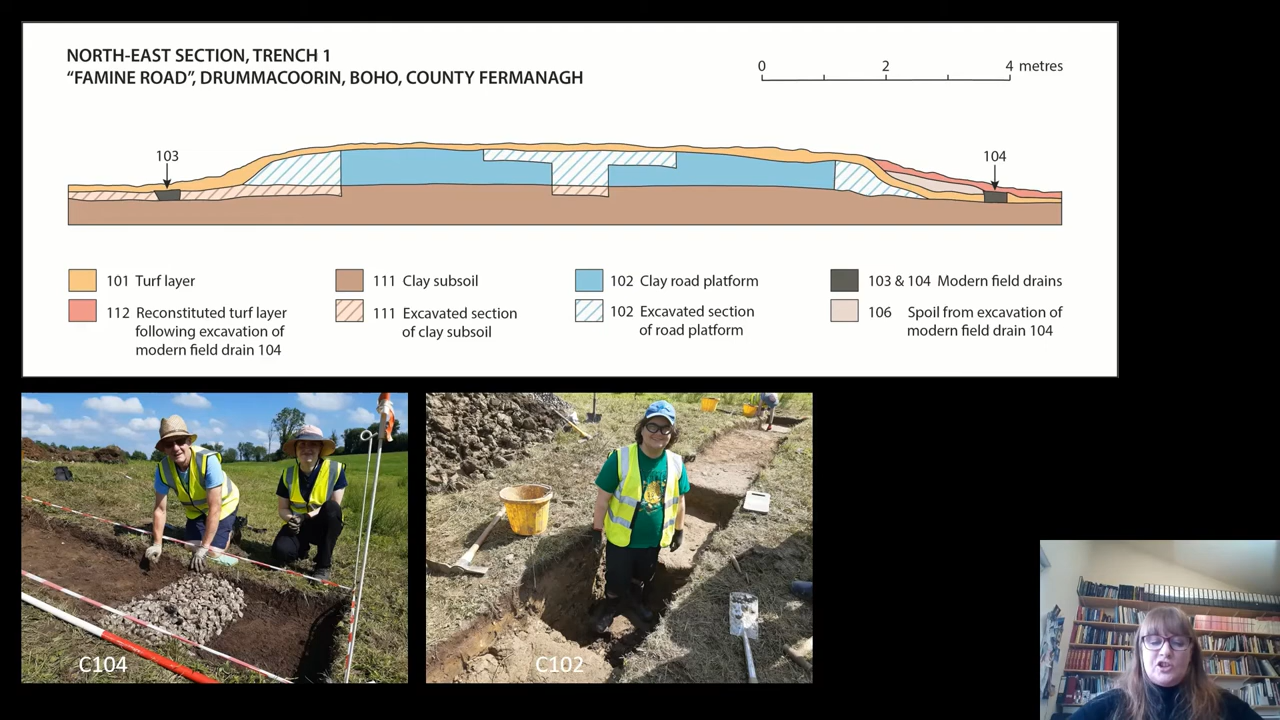 NORTH-EAST SECTION, TRENCH 1
“FAMINE ROAD”, DRUMMACOORIN, BOHO, COUNTY FERMANAGH
0 2 4 metres
103
104
101 Turf layer
112 Reconstituted turf layer
following excavation of
modern field drain 104
111 Clay subsoil
111 Excavated section
of clay subsoil
102 Clay road platform
102 Excavated section
of road platform
103 & 104 Modern field drains
106 Spoil from excavation of
modern field drain 104
C104
C102